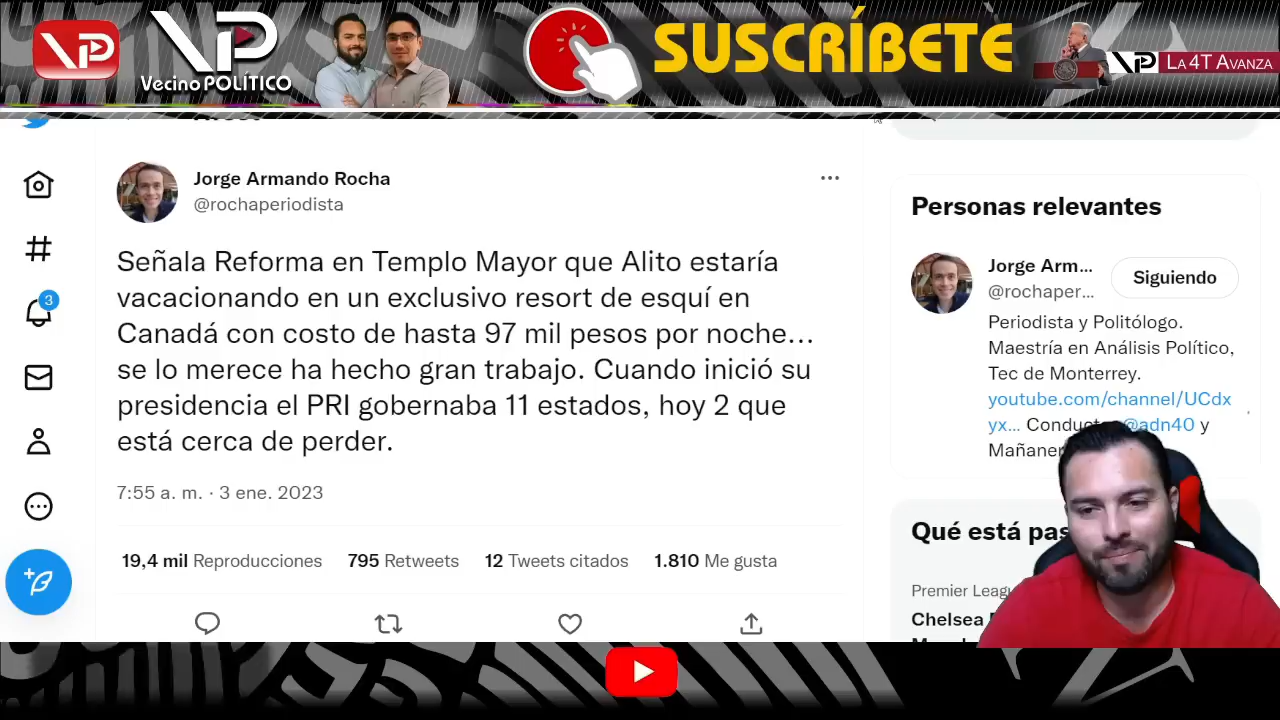 VP
VP
Vecino POLÍTICO
SUSCRÍBETE
VP LA 4T AVANZA
Jorge Armando Rocha
@rochaperiodista
Señala Reforma en Templo Mayor que Alito estaría
vacacionando en un exclusivo resort de esquí en
Canadá con costo de hasta 97 mil pesos por noche...
se lo merece ha hecho gran trabajo. Cuando inició su
presidencia el PRI gobernaba 11 estados, hoy 2 que
está cerca de perder.
7:55 a. m. · 3 ene. 2023
19,4 mil Reproducciones 795 Retweets 12 Tweets citados 1.810 Me gusta
3
Personas relevantes
Jorge Arm...
@rochaper...
Siguiendo
Periodista y Politólogo.
Maestría en Análisis Político,
Tec de Monterrey.
youtube.com/channel/UCdx
yx... @adn40 y
Qué está
Premier
Chelsea